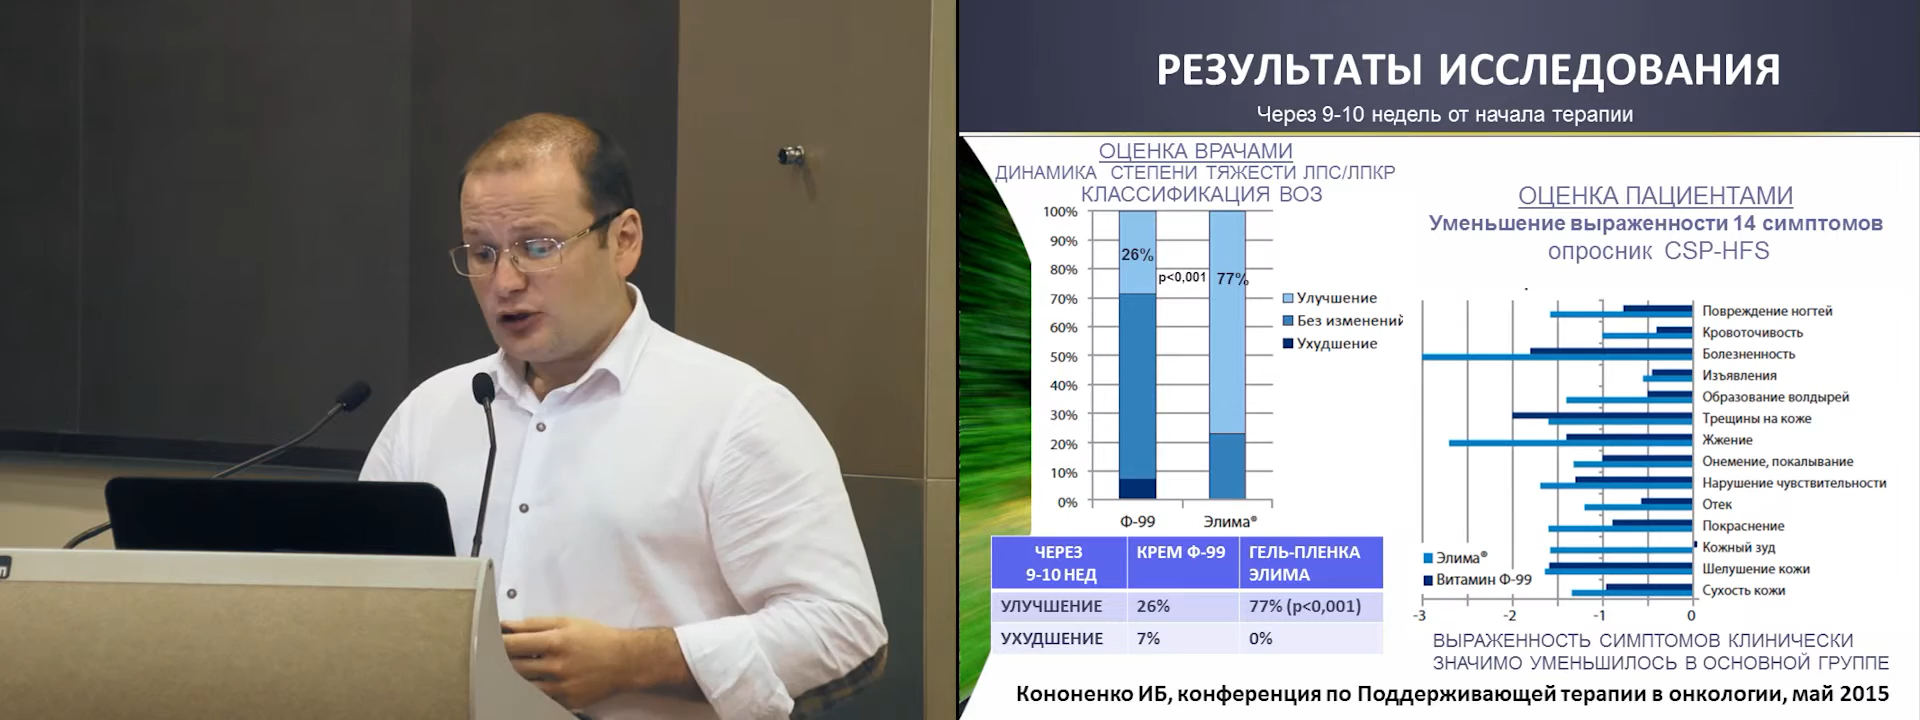 РЕЗУЛЬТАТЫ ИССЛЕДОВАНИЯ
Через 9-10 недель от начала терапии
ОЦЕНКА ВРАЧАМИ
ДИНАМИКА СТЕПЕНИ ТЯЖЕСТИ ЛПС/ЛПКР
КЛАССИФИКАЦИЯ ВОЗ
100%
90%
80%
70%
60%
50%
40%
30%
20%
10%
0%
26%
p<0,001
77%
Улучшение
Без изменений
Ухудшение
Ф-99
Элима®
ЧЕРЕЗ 9-10 НЕД
КРЕМ Ф-99
ГЕЛЬ-ПЛЕНКА ЭЛИМА
УЛУЧШЕНИЕ 26% 77% (p<0,001)
УХУДШЕНИЕ 7% 0%
ОЦЕНКА ПАЦИЕНТАМИ
Уменьшение выраженности 14 симптомов
опросник CSP-HFS
Повреждение ногтей
Кровоточивость
Болезненность
Изъявления
Образование волдырей
Трещины на коже
Жжение
Онемение, покалывание
Нарушение чувствительности
Отек
Покраснение
Кожный зуд
Шелушение кожи
Сухость кожи
Элима®
Витамин Ф-99
-3 -2 -1 0
ВЫРАЖЕННОСТЬ СИМПТОМОВ КЛИНИЧЕСКИ
ЗНАЧИМО УМЕНЬШИЛОСЬ В ОСНОВНОЙ ГРУППЕ
Кононенко ИБ, конференция по Поддерживающей терапии в онкологии, май 2015